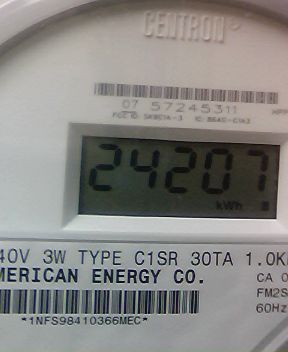 CENTRON®
07 57245311
24207
kWh
40V 3W TYPE C1SR 30TA 1.0K
MERICAN ENERGY CO.
CA 0
FM2S
60Hz
*1NFS98410366MEC*